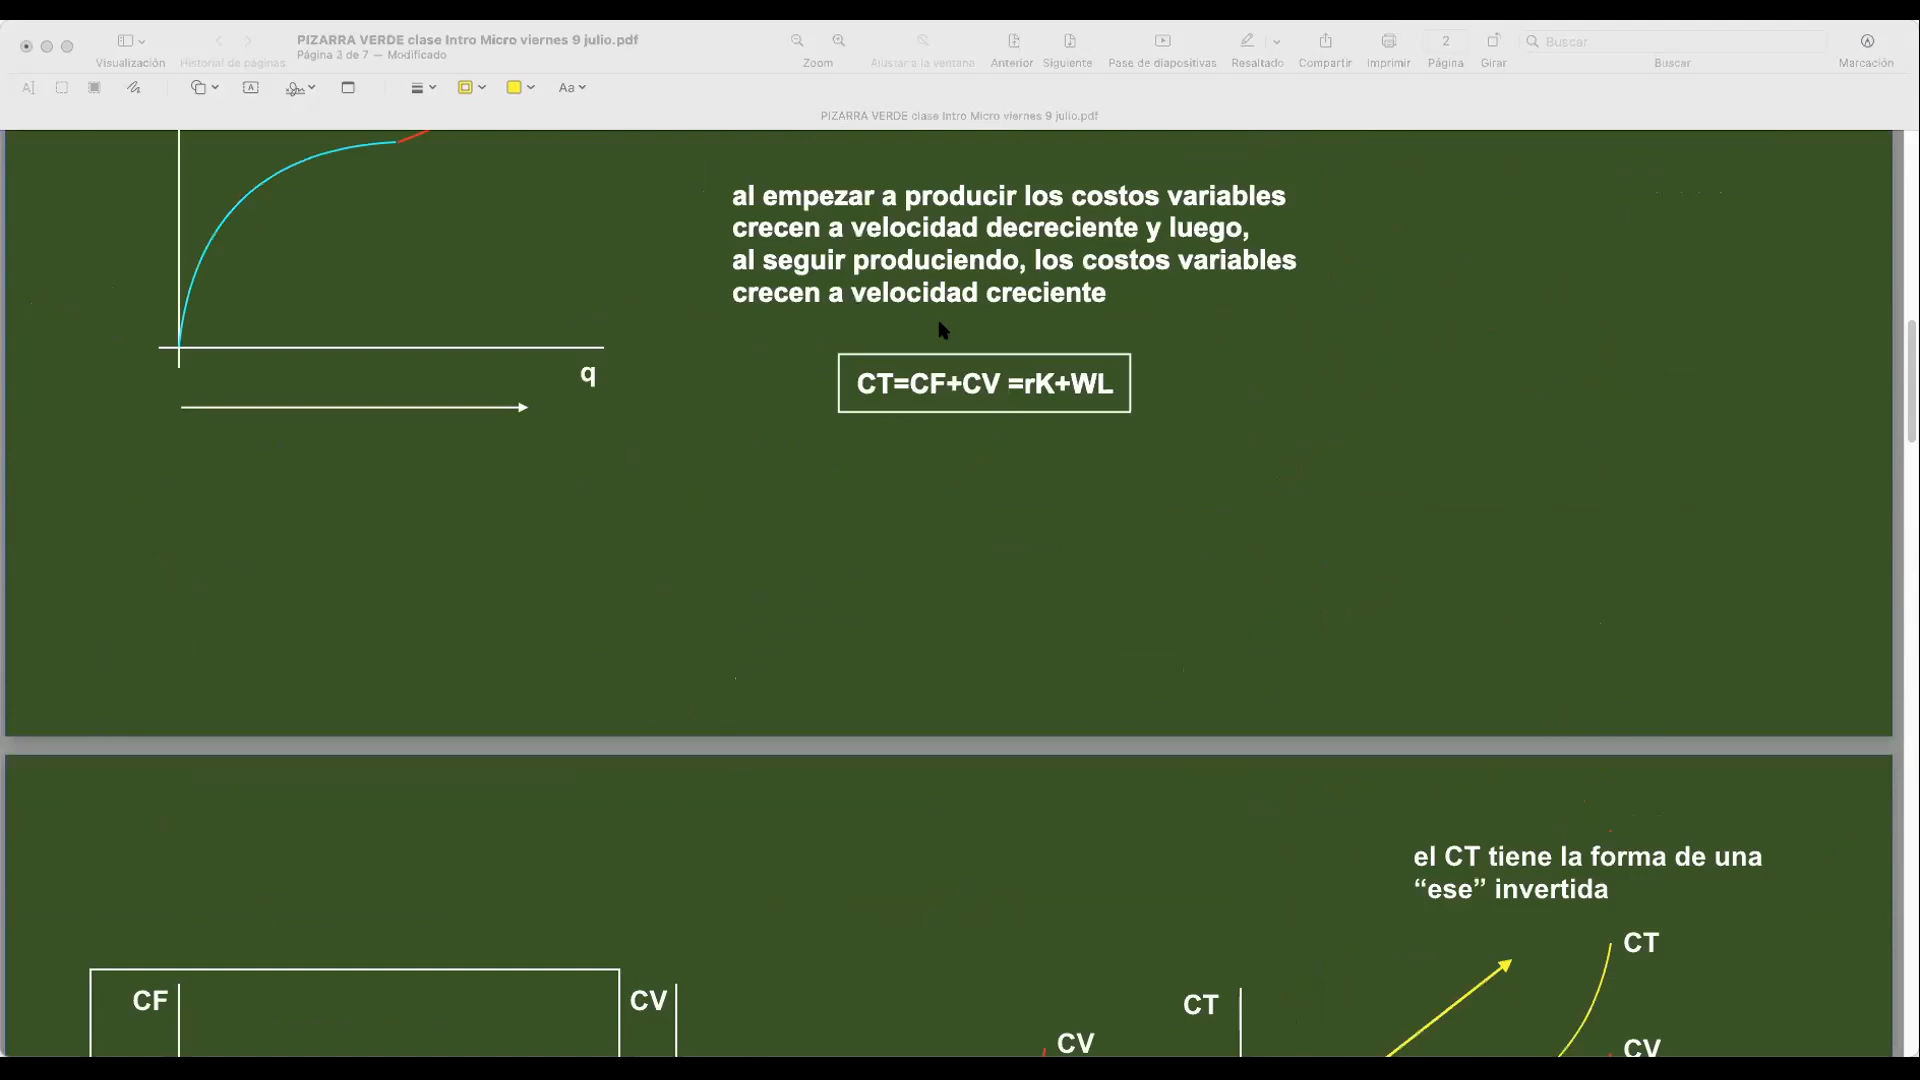 PIZARRA VERDE clase Intro Micro viernes 9 julio.pdf
Página 3 de 7 — Modificado
Visualización
Historial de páginas
Zoom
Ajustar a la ventana
Anterior
Siguiente
Pase de diapositivas
Resaltado
Compartir
Imprimir
2
Página
Girar
Buscar
Buscar
Marcación
Aa
PIZARRA VERDE clase Intro Micro viernes 9 julio.pdf
al empezar a producir los costos variables
crecen a velocidad decreciente y luego,
al seguir produciendo, los costos variables
crecen a velocidad creciente
q
CT=CF+CV =rK+WL
el CT tiene la forma de una
“ese” invertida
CT
CF
CV
CT
CV
CV